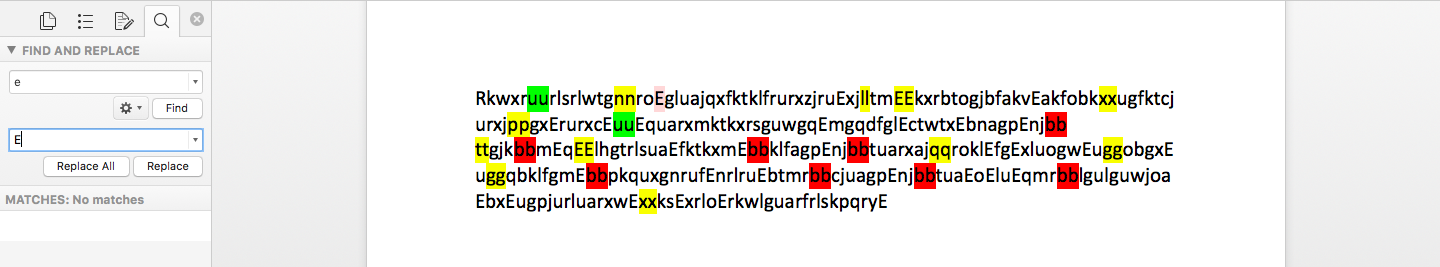 FIND AND REPLACE
e
Find
E
Replace All
Replace
MATCHES: No matches
RkwxruurlsrlwtgnnroEgluajqxfktklfrurxzjruExjlltmEEkxrbtogjbfakvEakfobkxxugfktcj
urxjppgxErurxcEuuEquarxmktkxrsguwgqEmgqdfglEctwtxEbnagpEnjbb
ttgjkbbmEqEElhgtrlsuaEfktkxmEbbklfagpEnjbbtuarxajqqroklEfgExluogwEuggobgxE
uggqbklfgmEbbpkquxgnrufEnrlruEbtmrbbcjuagpEnjbbtuaEoEluEqmrbblgulguwjoa
EbxEugpjurluarxwExxksExrloErkwlguarfrlskpqryE